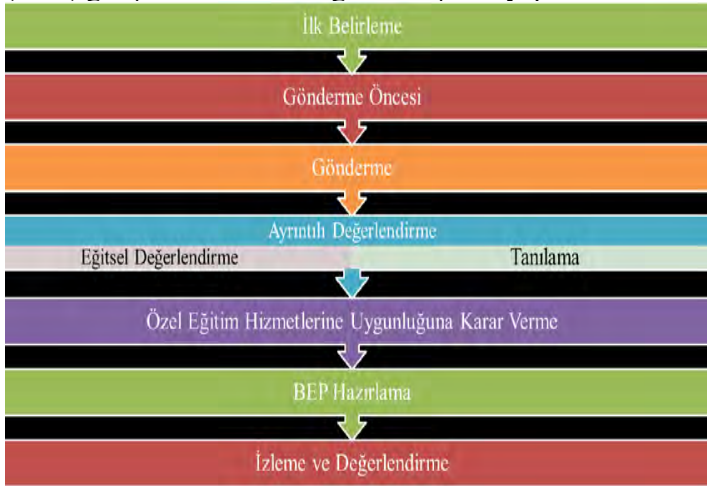 İlk Belirleme
Gönderme Öncesi
Gönderme
Ayrıntılı Değerlendirme
Eğitsel Değerlendirme Tanılama
Özel Eğitim Hizmetlerine Uygunluğuna Karar Verme
BEP Hazırlama
İzleme ve Değerlendirme